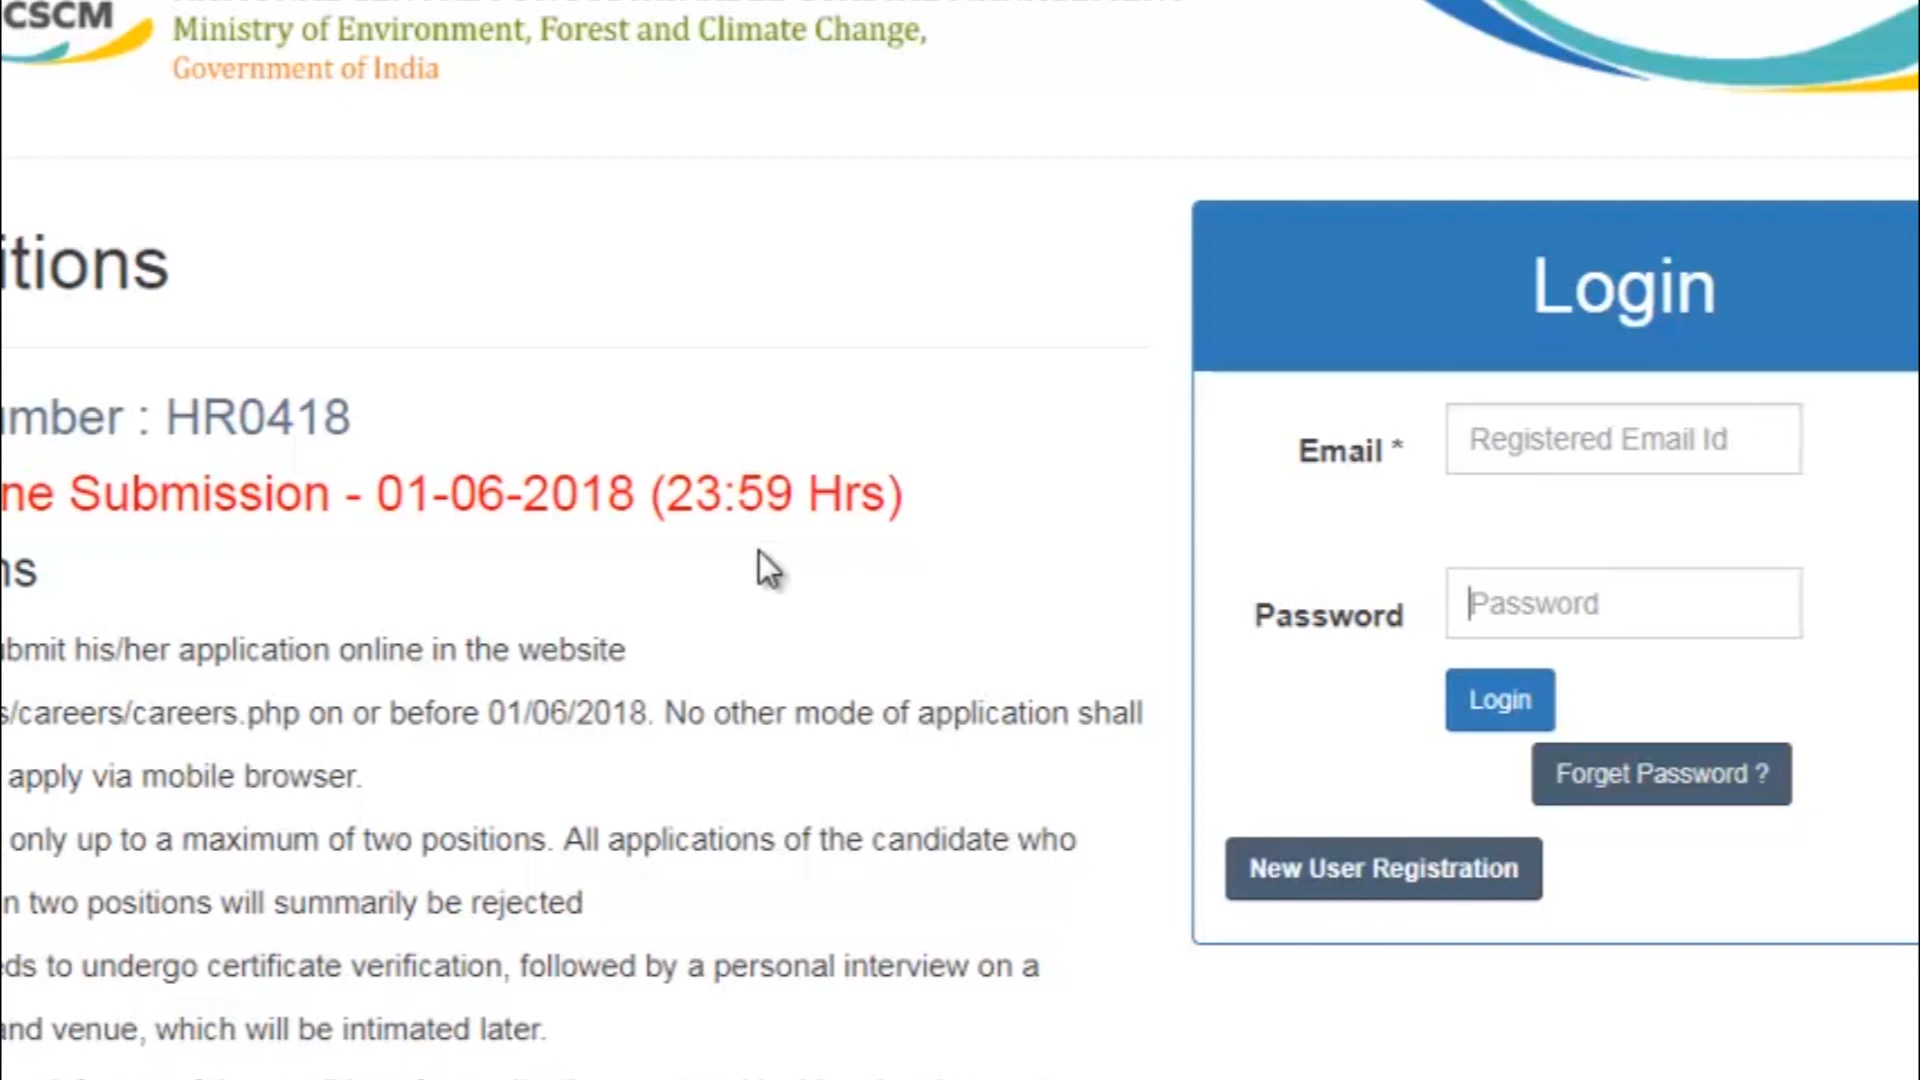 CSCM
Ministry of Environment, Forest and Climate Change,
Government of India
itions
umber : HR0418
ne Submission - 01-06-2018 (23:59 Hrs)
ns
ubmit his/her application online in the website
s/careers/careers.php on or before 01/06/2018. No other mode of application shall
apply via mobile browser.
only up to a maximum of two positions. All applications of the candidate who
n two positions will summarily be rejected
eds to undergo certificate verification, followed by a personal interview on a
and venue, which will be intimated later.
Login
Email *
Registered Email Id
Password
Password
Login
Forget Password ?
New User Registration